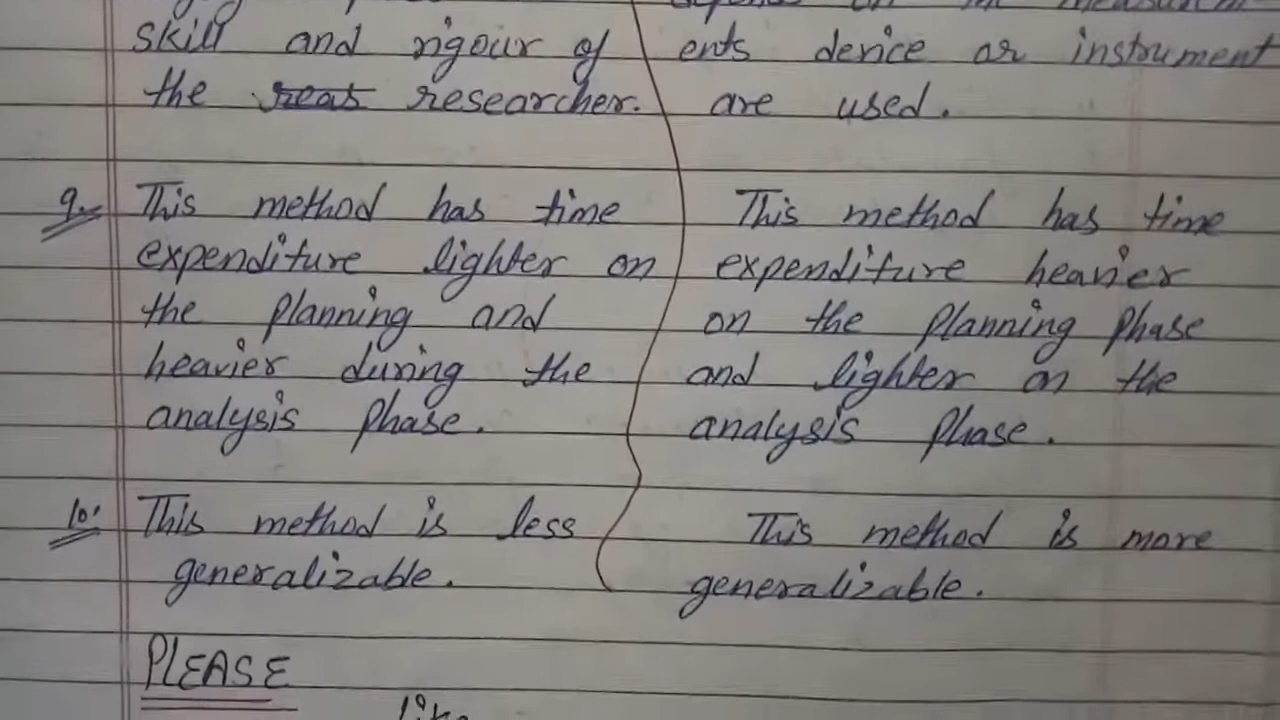 skill and rigour of
the researcher.
ents device or instrument
are used.
9. This method has time
expenditure lighter on
the planning and
heavier during the
analysis phase.
This method has time
expenditure heavier
on the planning phase
and lighter on the
analysis phase.
10. This method is less
generalizable.
This method is more
generalizable.
PLEASE
Like